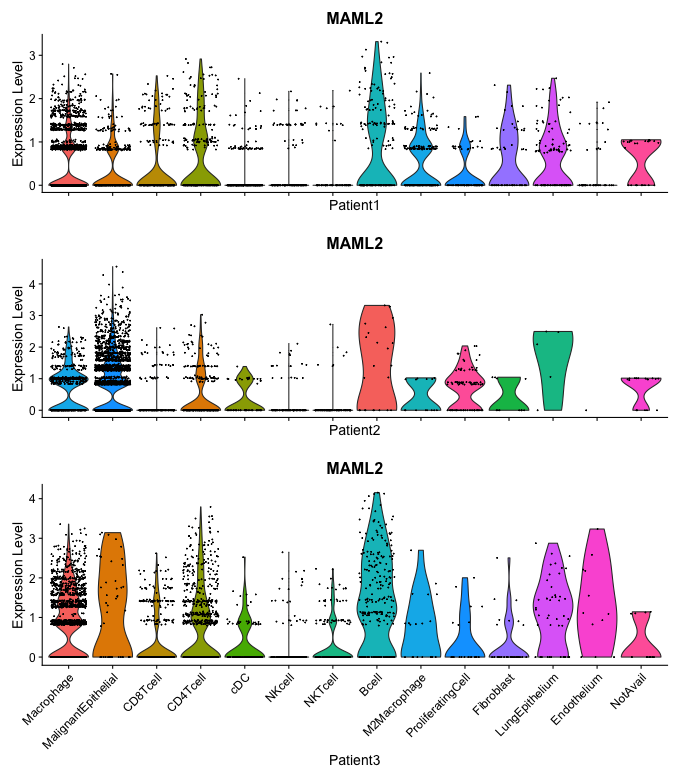 MAML2
Expression Level
3
2
1
0
Patient1
MAML2
Expression Level
4
3
2
1
0
Patient2
MAML2
Expression Level
4
3
2
1
0
Macrophage
MalignantEpithelial
CD8Tcell
CD4Tcell
cDC
NKcell
NKTcell
Bcell
M2Macrophage
ProliferatingCell
Fibroblast
LungEpithelium
Endothelium
NotAvail
Patient3